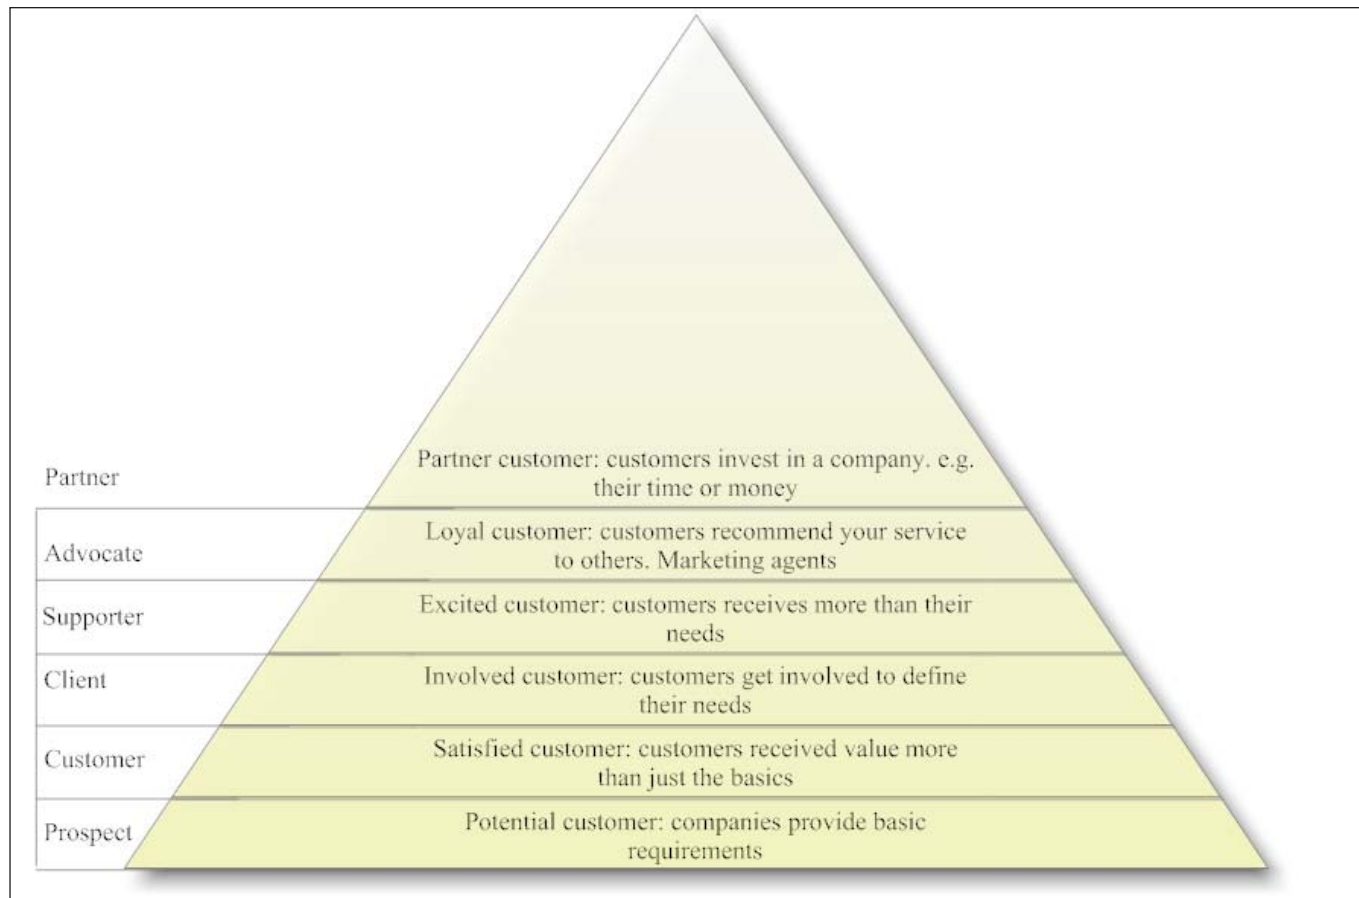 Partner
Partner customer: customers invest in a company. e.g.
their time or money
Advocate
Loyal customer: customers recommend your service
to others. Marketing agents
Supporter
Excited customer: customers receives more than their
needs
Client
Involved customer: customers get involved to define
their needs
Customer
Satisfied customer: customers received value more
than just the basics
Prospect
Potential customer: companies provide basic
requirements